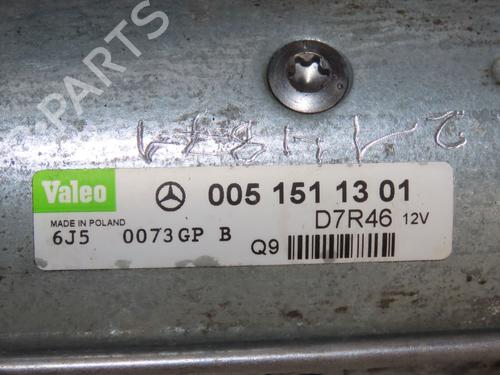 Valeo 005 151 13 01
MADE IN POLAND D7R46 12V
6J5 0073GP B Q9
B-PARTS